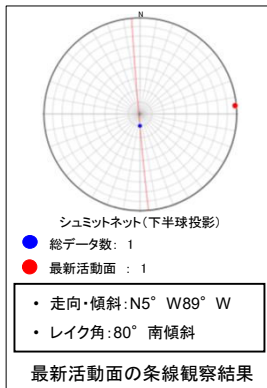 N
シュミットネット(下半球投影)
総データ数: 1
最新活動面 : 1
・ 走向・傾斜:N5° W89° W
・ レイク角:80° 南傾斜
最新活動面の条線観察結果